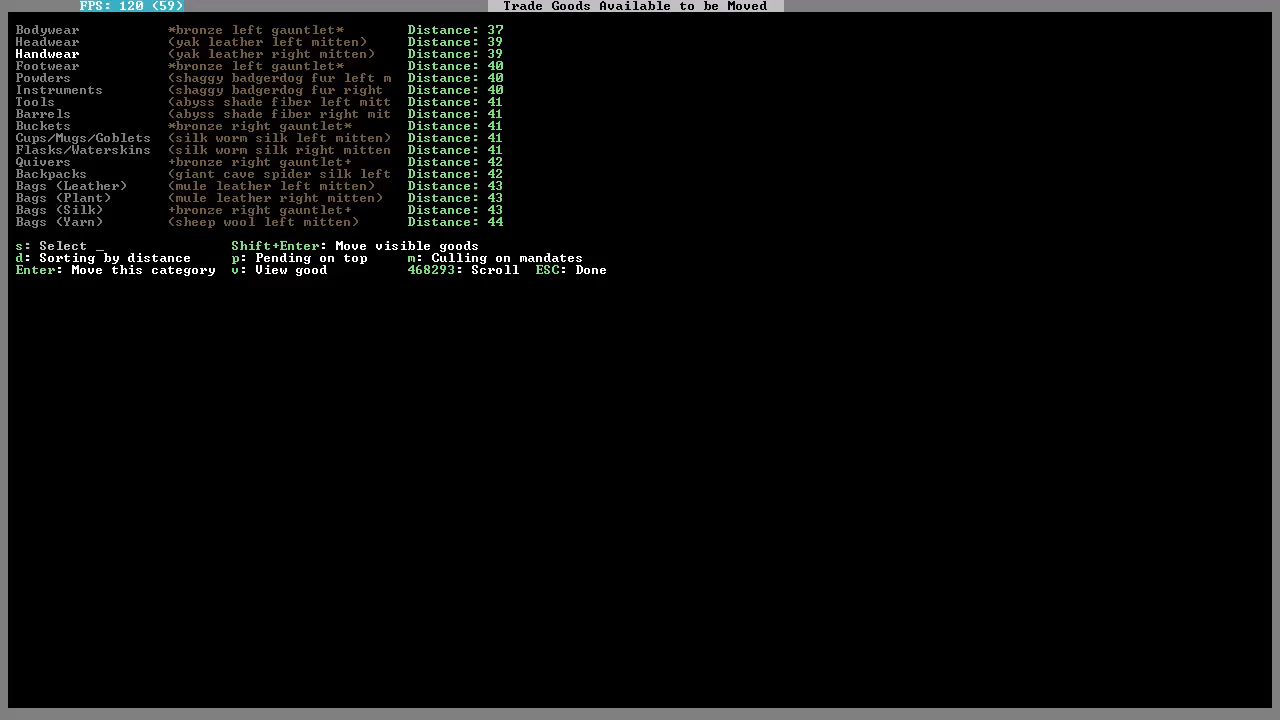 FPS: 120 (59) Trade Goods Available to be Moved
Bodywear *bronze left gauntlet* Distance: 37
Headwear (yak leather left mitten) Distance: 39
Handwear (yak leather right mitten) Distance: 39
Footwear *bronze left gauntlet* Distance: 40
Powders (shaggy badgerdog fur left m Distance: 40
Instruments (shaggy badgerdog fur right Distance: 40
Tools (abyss shade fiber left mitt Distance: 41
Barrels (abyss shade fiber right mit Distance: 41
Buckets *bronze right gauntlet* Distance: 41
Cups/Mugs/Goblets (silk worm silk left mitten) Distance: 41
Flasks/Waterskins (silk worm silk right mitten Distance: 41
Quivers +bronze right gauntlet+ Distance: 42
Backpacks (giant cave spider silk left Distance: 42
Bags (Leather) (mule leather left mitten) Distance: 43
Bags (Plant) (mule leather right mitten) Distance: 43
Bags (Silk) +bronze right gauntlet+ Distance: 43
Bags (Yarn) (sheep wool left mitten) Distance: 44
s: Select _ Shift+Enter: Move visible goods
d: Sorting by distance p: Pending on top m: Culling on mandates
Enter: Move this category v: View good 468293: Scroll ESC: Done